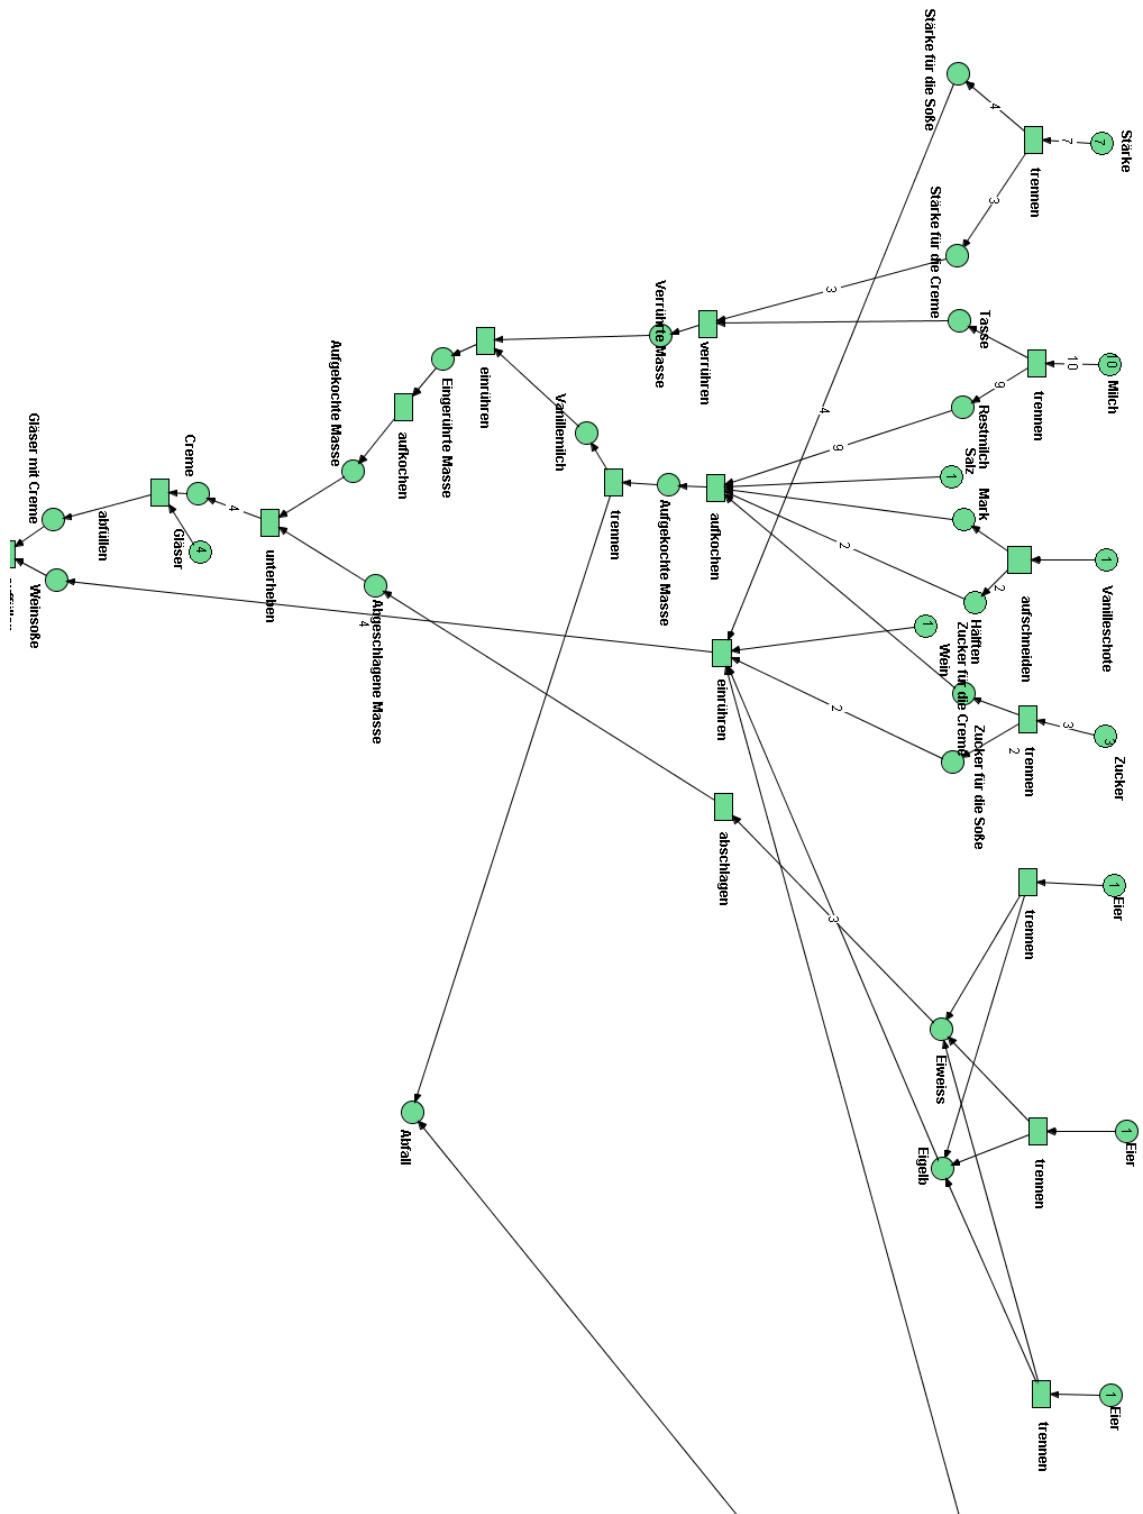 Stärke
7
7
trennen
4
3
Stärke für die Soße
Stärke für die Creme
3
4
Milch
10
10
trennen
9
Tasse
Restmilch
9
verrühren
Verrührte Masse
Salz
1
Mark
Vanilleschote
1
aufschneiden
2
Hälften
2
aufkochen
Aufgekochte Masse
trennen
Vanillemilch
einrühren
Eingerührte Masse
aufkochen
Aufgekochte Masse
Zucker
3
3
trennen
2
Zucker für die Creme
Zucker für die Soße
2
Wein
1
einrühren
4
Eier
1
trennen
Eier
1
trennen
Eier
1
trennen
Eiweiss
Eigelb
3
abschlagen
Abgeschlagene Masse
unterheben
4
Creme
Gläser
4
abfüllen
Gläser mit Creme
Weinsoße
Abfall